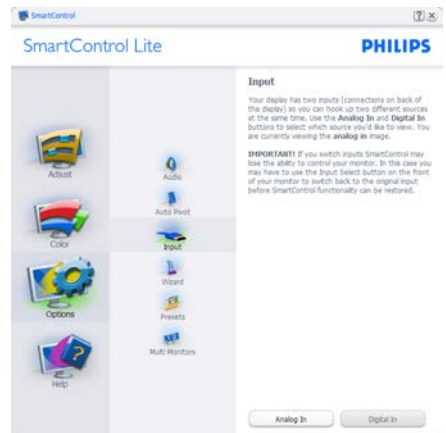 SmartControl
SmartControl Lite
PHILIPS
Adjust
Color
Options
Help
Audio
Auto Pivot
Input
Wizard
Presets
Multi Monitors
Input
Your display has two inputs (connections on back of
this display) so you can hook up two different sources
at the same time. Use the Analog In and Digital In
buttons to select which source you'd like to view. You
are currently viewing the analog in image.
IMPORTANT! If you switch inputs SmartControl may
lose the ability to control your monitor. In this case you
may have to use the Input Select button on the front
of your monitor to switch back to the original input
before SmartControl functionality can be restored.
Analog In
Digital In